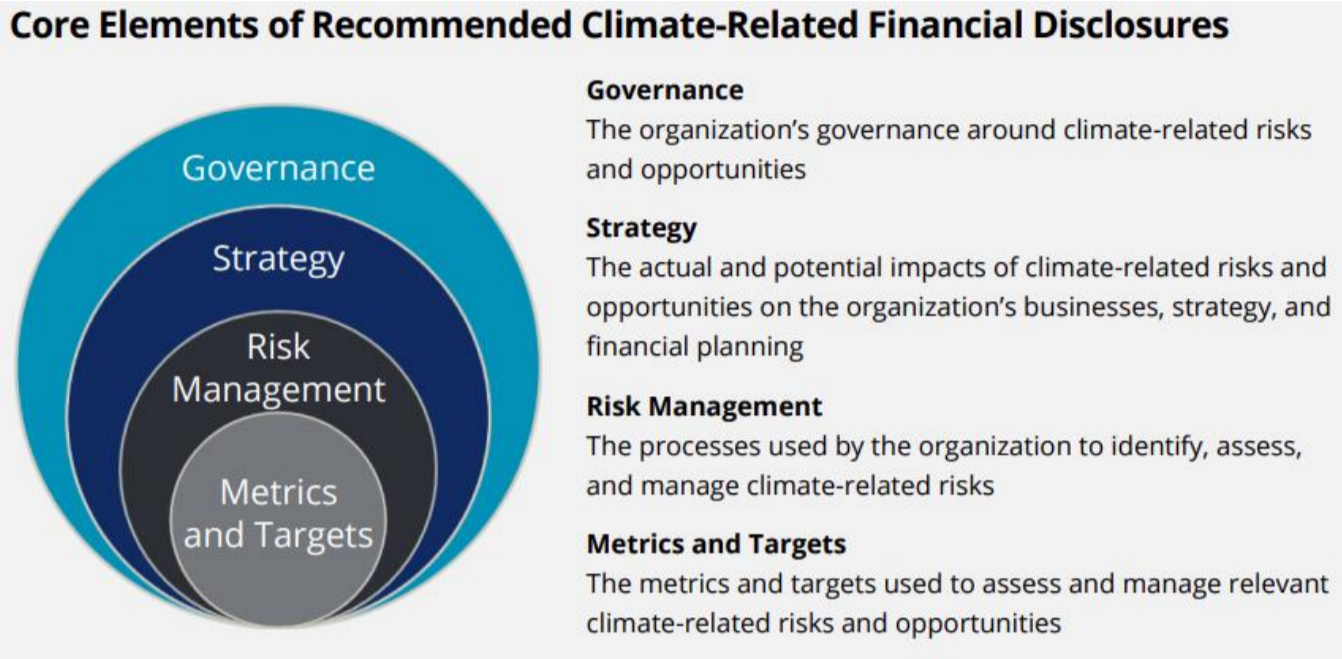 Core Elements of Recommended Climate-Related Financial Disclosures
Governance
Strategy
Risk
Management
Metrics
and Targets
Governance
The organization’s governance around climate-related risks
and opportunities
Strategy
The actual and potential impacts of climate-related risks and
opportunities on the organization’s businesses, strategy, and
financial planning
Risk Management
The processes used by the organization to identify, assess,
and manage climate-related risks
Metrics and Targets
The metrics and targets used to assess and manage relevant
climate-related risks and opportunities